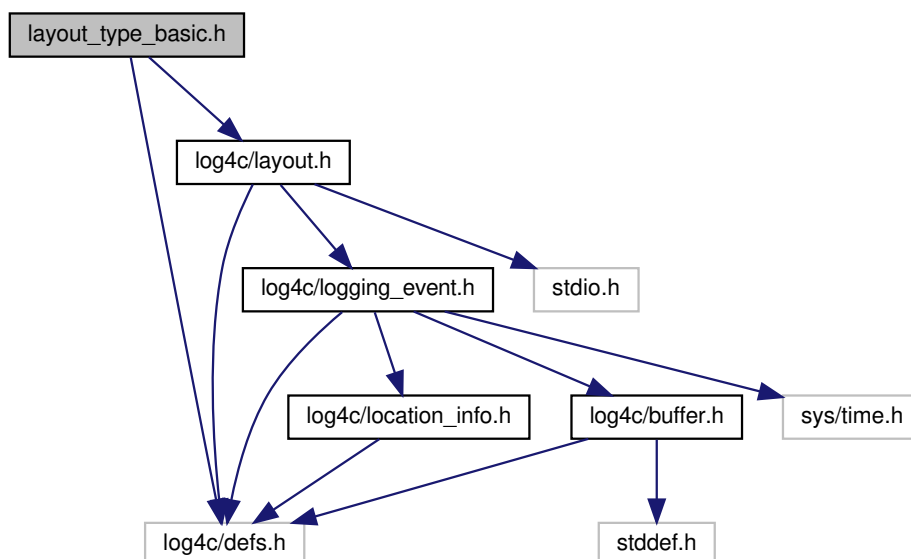 layout_type_basic.h
log4c/layout.h
log4c/logging_event.h
stdio.h
log4c/location_info.h
log4c/buffer.h
sys/time.h
log4c/defs.h
stddef.h